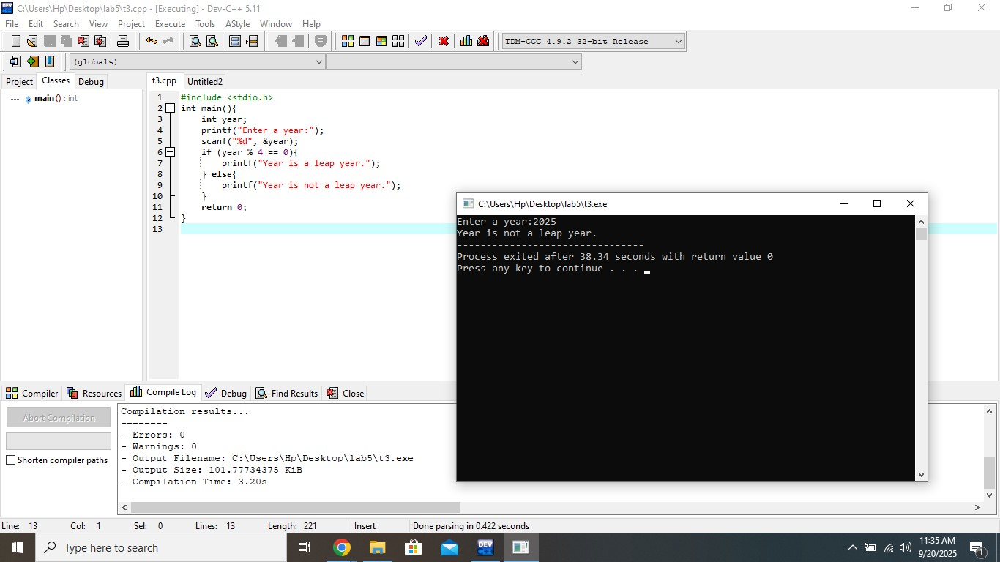 C:\Users\Hp\Desktop\lab5\t3.cpp - [Executing] - Dev-C++ 5.11
File Edit Search View Project Execute Tools AStyle Window Help
TDM-GCC 4.9.2 32-bit Release
(globals)
Project Classes Debug
main () : int
t3.cpp Untitled2
1 #include <stdio.h>
2 int main(){
3 int year;
4 printf("Enter a year:");
5 scanf("%d", &year);
6 if (year % 4 == 0){
7 printf("Year is a leap year.");
8 } else{
9 printf("Year is not a leap year.");
10 }
11 return 0;
12 }
13
C:\Users\Hp\Desktop\lab5\t3.exe
Enter a year:2025
Year is not a leap year.
--------------------------------
Process exited after 38.34 seconds with return value 0
Press any key to continue . . .
Compiler Resources Compile Log Debug Find Results Close
Abort Compilation
Shorten compiler paths
Compilation results...
--------
- Errors: 0
- Warnings: 0
- Output Filename: C:\Users\Hp\Desktop\lab5\t3.exe
- Output Size: 101.77734375 KiB
- Compilation Time: 3.20s
Line: 13 Col: 1 Sel: 0 Lines: 13 Length: 221 Insert Done parsing in 0.422 seconds
Type here to search
DEV
11:35 AM
9/20/2025
1